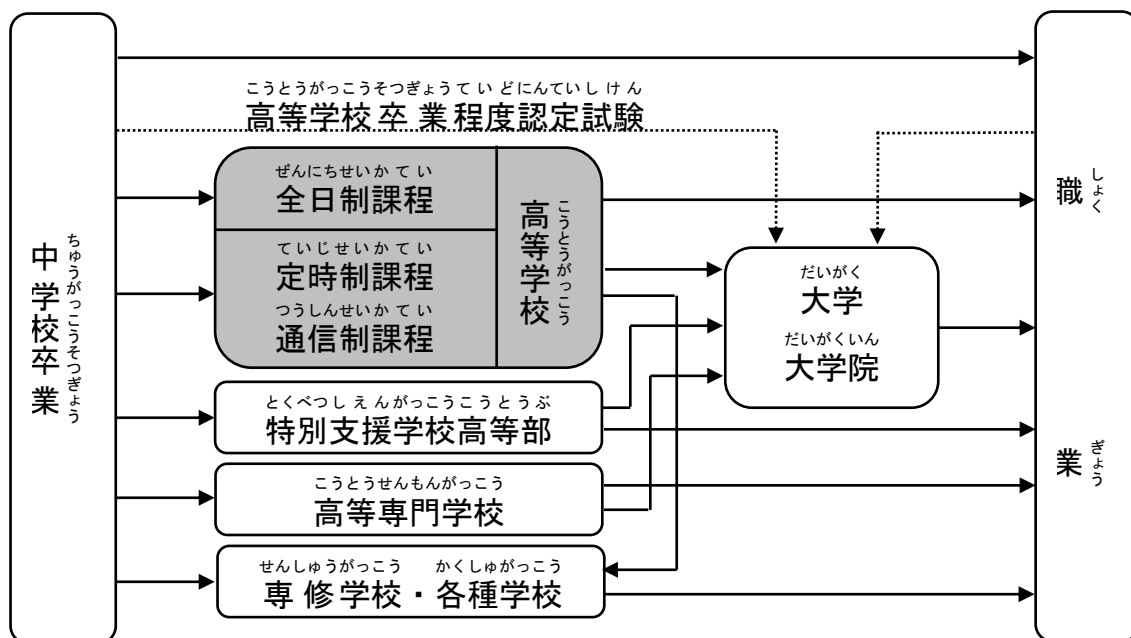 ちゅうがっこうそつぎょう
中学校卒業
こうとうがっこうそつぎょうていどにんていしけん
高等学校卒業程度認定試験
ぜんにちせいかてい
全日制課程
ていじせいかてい
定時制課程
つうしんせいかてい
通信制課程
こうとうがっこう
高等学校
とくべつしえんがっこうこうとうぶ
特別支援学校高等部
こうとうせんもんがっこう
高等専門学校
せんしゅうがっこう かくしゅがっこう
専修学校・各種学校
だいがく
大学
だいがくいん
大学院
しょく ぎょう
職業